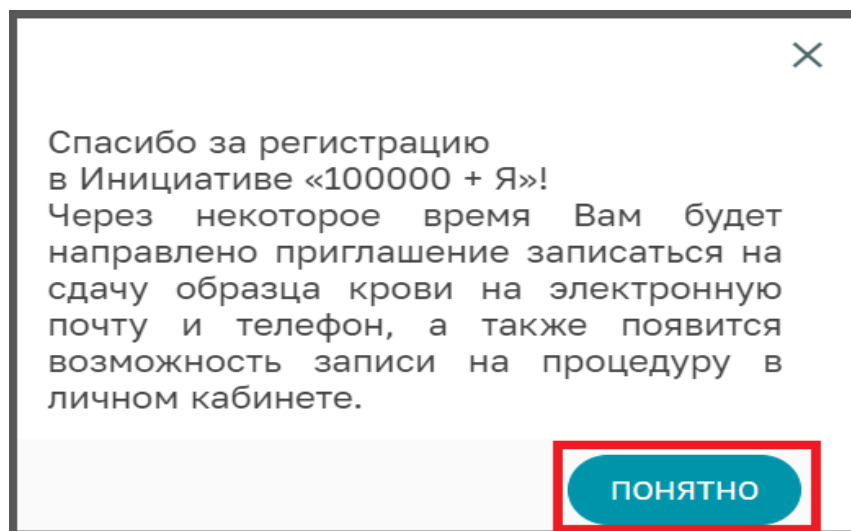 Спасибо за регистрацию
в Инициативе «100000 + Я»!
Через некоторое время Вам будет
направлено приглашение записаться на
сдачу образца крови на электронную
почту и телефон, а также появится
возможность записи на процедуру в
личном кабинете.
ПОНЯТНО